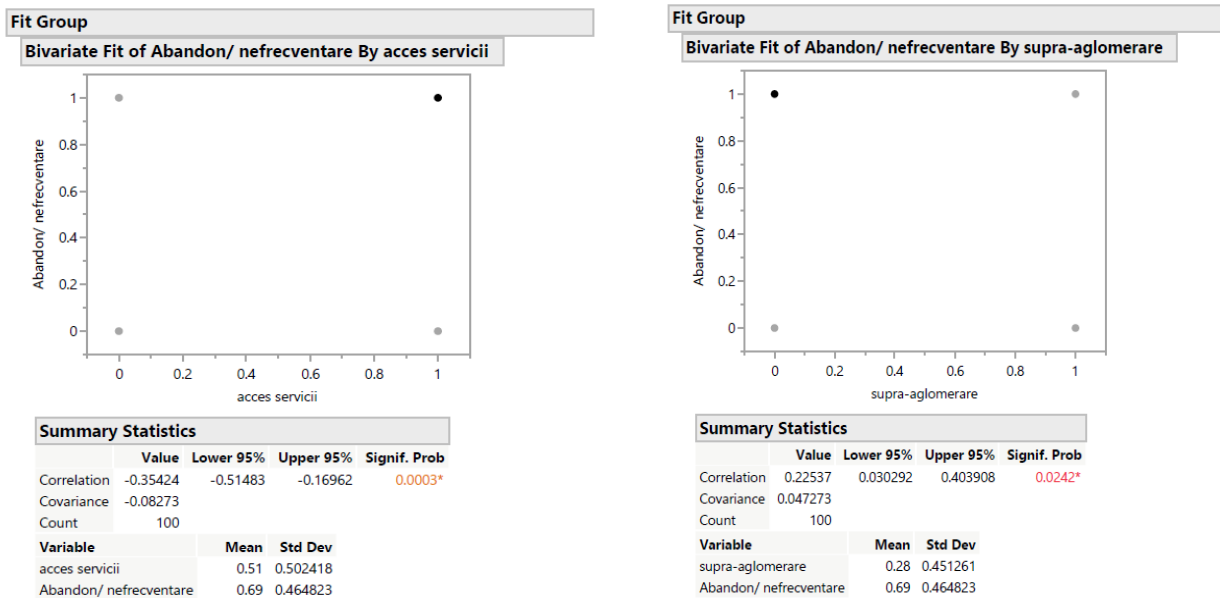 Fit Group
Bivariate Fit of Abandon/ nefrecventare By acces servicii
Abandon/ nefrecventare
1
0.8
0.6
0.4
0.2
0
0 0.2 0.4 0.6 0.8 1
acces servicii
Summary Statistics
Value Lower 95% Upper 95% Signif. Prob
Correlation -0.35424 -0.51483 -0.16962 0.0003*
Covariance -0.08273
Count 100
Variable Mean Std Dev
acces servicii 0.51 0.502418
Abandon/ nefrecventare 0.69 0.464823
Fit Group
Bivariate Fit of Abandon/ nefrecventare By supra-aglomerare
Abandon/ nefrecventare
1
0.8
0.6
0.4
0.2
0
0 0.2 0.4 0.6 0.8 1
supra-aglomerare
Summary Statistics
Value Lower 95% Upper 95% Signif. Prob
Correlation 0.22537 0.030292 0.403908 0.0242*
Covariance 0.047273
Count 100
Variable Mean Std Dev
supra-aglomerare 0.28 0.451261
Abandon/ nefrecventare 0.69 0.464823